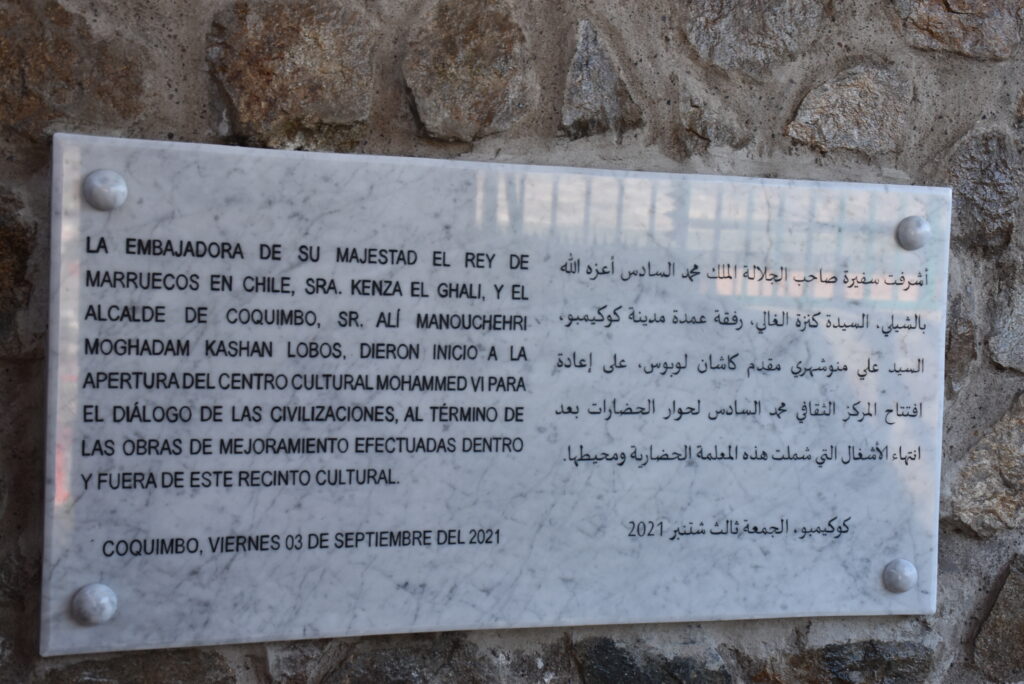 LA EMBAJADORA DE SU MAJESTAD EL REY DE
MARRUECOS EN CHILE, SRA. KENZA EL GHALI, Y EL
ALCALDE DE COQUIMBO, SR. ALÍ MANOUCHEHRI
MOGHADAM KASHAN LOBOS, DIERON INICIO A LA
APERTURA DEL CENTRO CULTURAL MOHAMMED VI PARA
EL DIÁLOGO DE LAS CIVILIZACIONES, AL TÉRMINO DE
LAS OBRAS DE MEJORAMIENTO EFECTUADAS DENTRO
Y FUERA DE ESTE RECINTO CULTURAL.
COQUIMBO, VIERNES 03 DE SEPTIEMBRE DEL 2021
أشرفت سفيرة صاحب الجلالة الملك محمد السادس أعزه الله
بالشيلي، السيدة كنزة الغالي، رفقة عمدة مدينة كوكيمبو،
السيد علي منوشهري مقدم كاشان لوبوس، على إعادة
افتتاح المركز الثقافي محمد السادس لحوار الحضارات بعد
انتهاء الأشغال التي شملت هذه المعلمة الحضارية ومحيطها.
كوكيمبو، الجمعة ثالث شتنبر 2021